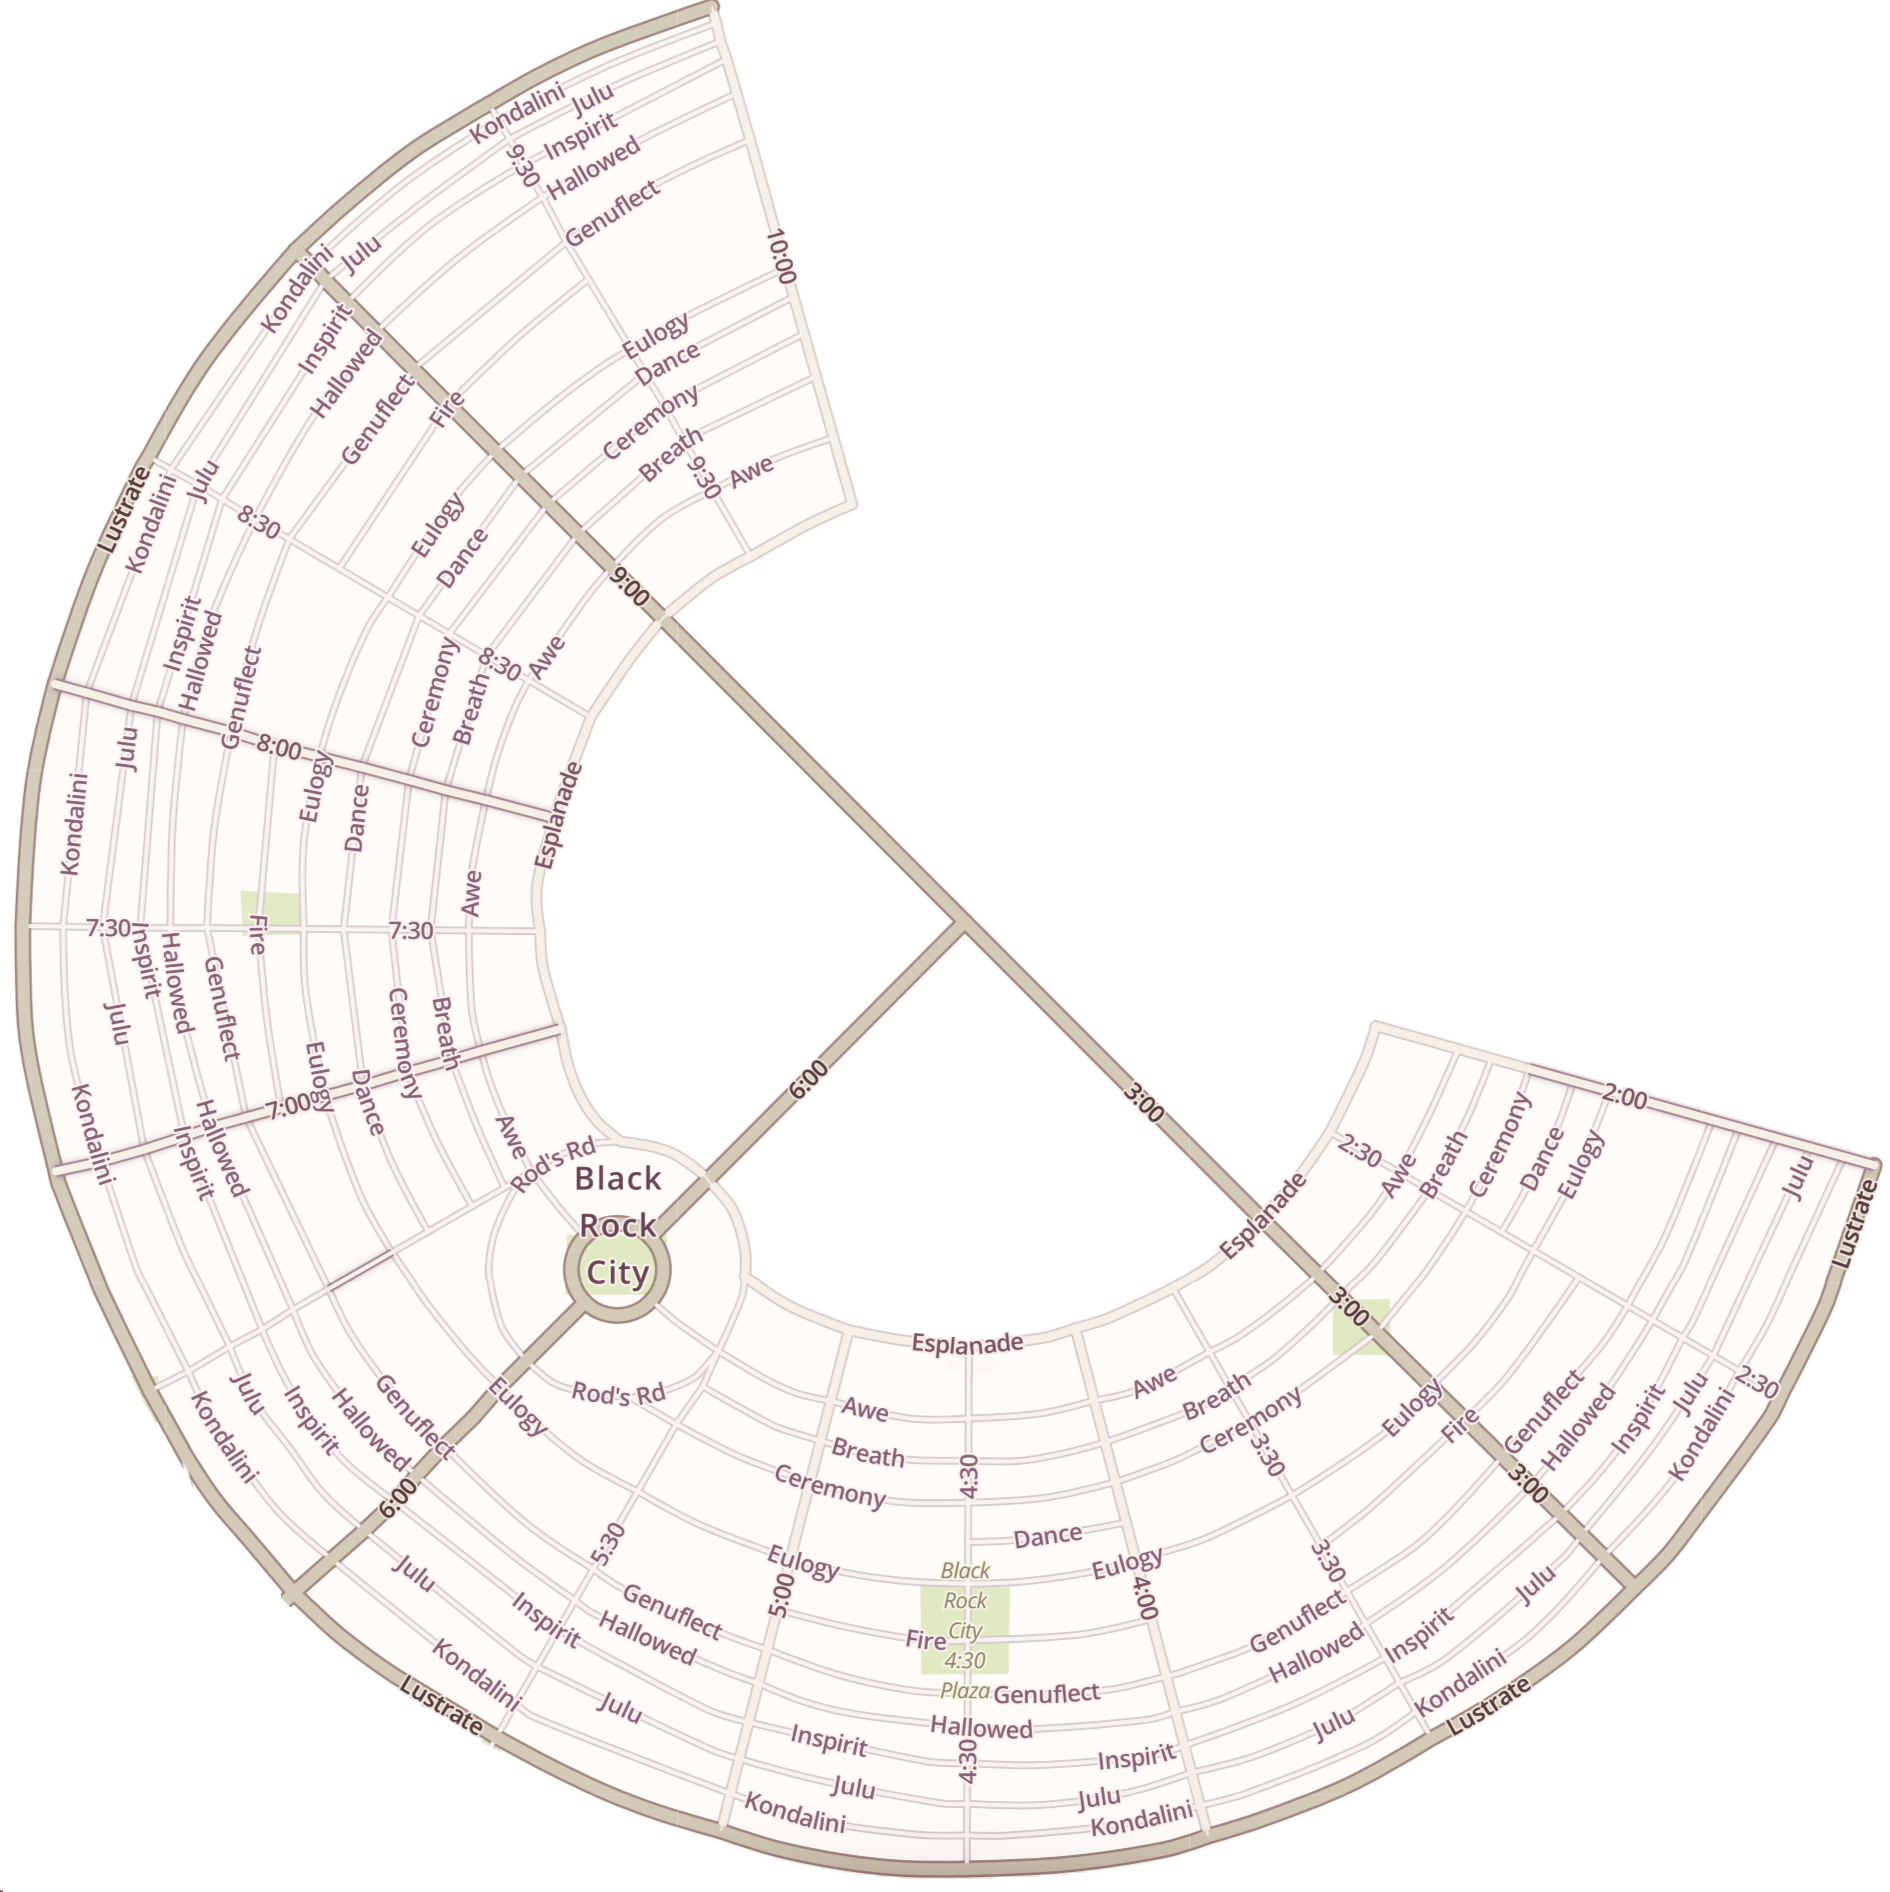 Kondalini
Julu
Inspirit
9:30
Hallowed
Genuflect
10:00
Julu
Kondalini
Inspirit
Hallowed
Eulogy
Dance
Genuflect
Fire
Ceremony
Breath
9:30
Awe
Lustrate
Kondalini
Julu
8:30
Eulogy
Dance
9:00
Inspirit
Hallowed
Genuflect
Ceremony
Breath
8:30
Awe
Julu
8:00
Eulogy
Dance
Esplanade
Kondalini
Awe
7:30
Fire
7:30
Inspirit
Hallowed
Genuflect
Julu
Ceremony
Breath
Eulogy
Dance
7:00
Kondalini
Hallowed
Inspirit
Awe
Rod's Rd
6:00
3:00
2:00
Black
Rock
City
2:30
Awe
Breath
Ceremony
Dance
Eulogy
Julu
Esplanade
Lustrate
3:00
Esplanade
2:30
Kondalini
Julu
Inspirit
Hallowed
Genuflect
Eulogy
Rod's Rd
Awe
Breath
Ceremony
Awe
Breath
Ceremony
3:30
4:30
Eulogy
Fire
Genuflect
Hallowed
Inspirit
Julu
Kondalini
3:00
6:00
5:30
Eulogy
5:00
Dance
Eulogy
4:00
3:30
Black
Rock
City
4:30
Plaza
Fire
Julu
Inspirit
Genuflect
Hallowed
Genuflect
Hallowed
Inspirit
Julu
Kondalini
Lustrate
Julu
Genuflect
Hallowed
4:30
Inspirit
Julu
Kondalini
Inspirit
Julu
Kondalini
Julu
Kondalini
Lustrate